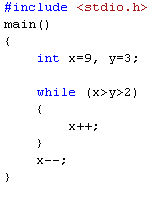 #include <stdio.h>
main()
{
int x=9, y=3;
while (x>y>2)
{
x++;
}
x--;
}